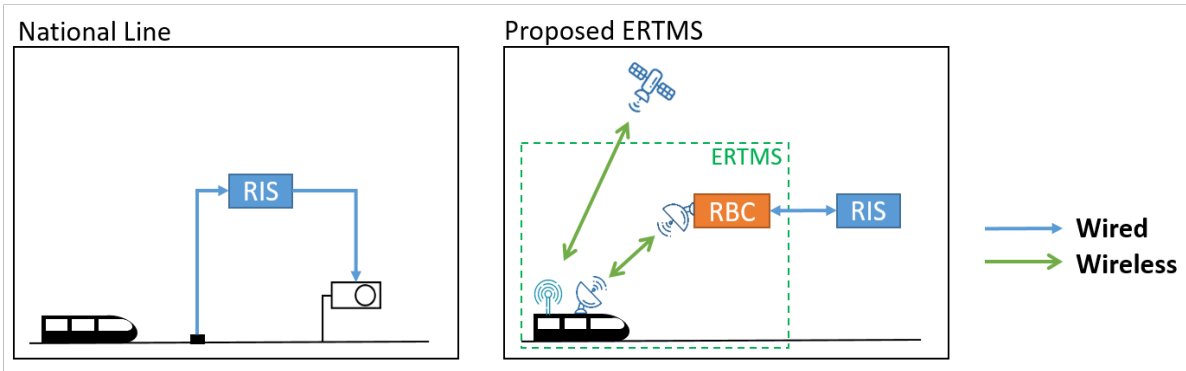 National Line
Proposed ERTMS
RIS
ERTMS
RBC
RIS
Wired
Wireless